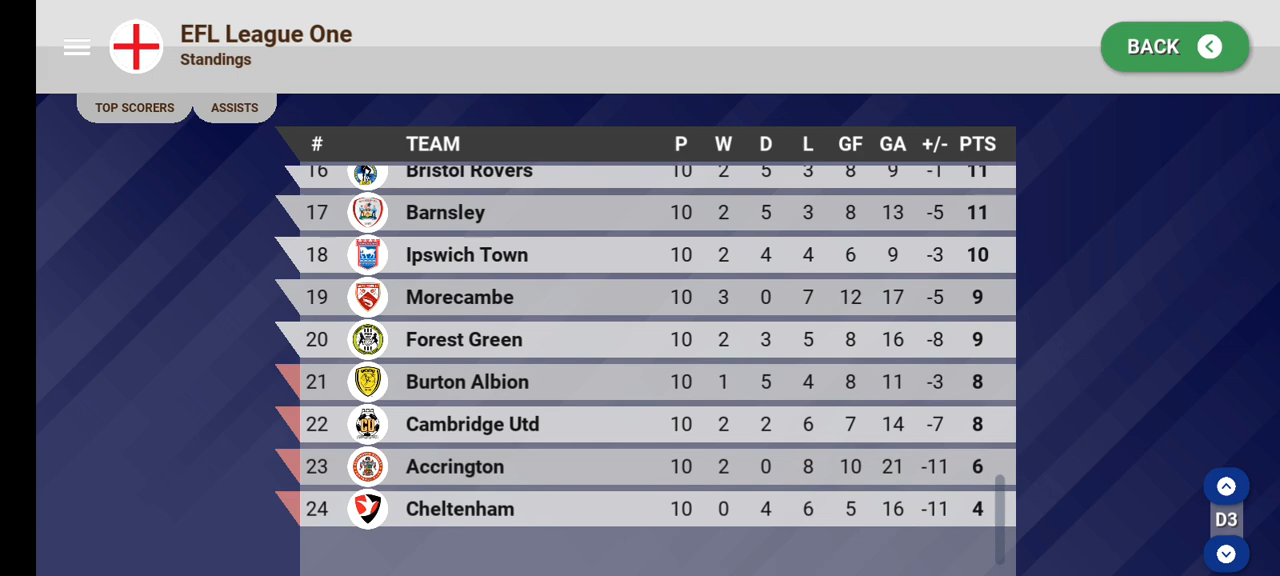 EFL League One
Standings
BACK
TOP SCORERS ASSISTS
# TEAM P W D L GF GA +/- PTS
16 Bristol Rovers 10 2 5 3 8 9 -1 11
17 Barnsley 10 2 5 3 8 13 -5 11
18 Ipswich Town 10 2 4 4 6 9 -3 10
19 Morecambe 10 3 0 7 12 17 -5 9
20 Forest Green 10 2 3 5 8 16 -8 9
21 Burton Albion 10 1 5 4 8 11 -3 8
22 Cambridge Utd 10 2 2 6 7 14 -7 8
23 Accrington 10 2 0 8 10 21 -11 6
24 Cheltenham 10 0 4 6 5 16 -11 4
D3